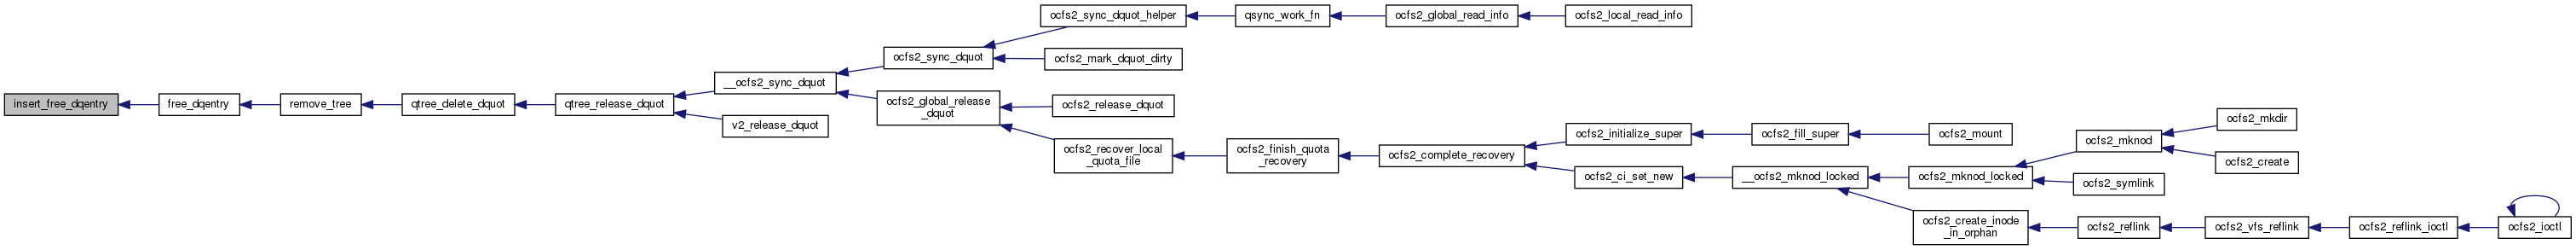 insert_free_dqentry
free_dqentry
remove_tree
qtree_delete_dquot
qtree_release_dquot
__ocfs2_sync_dquot
v2_release_dquot
ocfs2_sync_dquot
ocfs2_global_release
_dquot
ocfs2_sync_dquot_helper
ocfs2_mark_dquot_dirty
ocfs2_release_dquot
ocfs2_recover_local
_quota_file
qsync_work_fn
ocfs2_global_read_info
ocfs2_local_read_info
ocfs2_finish_quota
_recovery
ocfs2_complete_recovery
ocfs2_initialize_super
ocfs2_fill_super
ocfs2_mount
ocfs2_ci_set_new
__ocfs2_mknod_locked
ocfs2_mknod_locked
ocfs2_mknod
ocfs2_mkdir
ocfs2_create
ocfs2_symlink
ocfs2_create_inode
_in_orphan
ocfs2_reflink
ocfs2_vfs_reflink
ocfs2_reflink_ioctl
ocfs2_ioctl